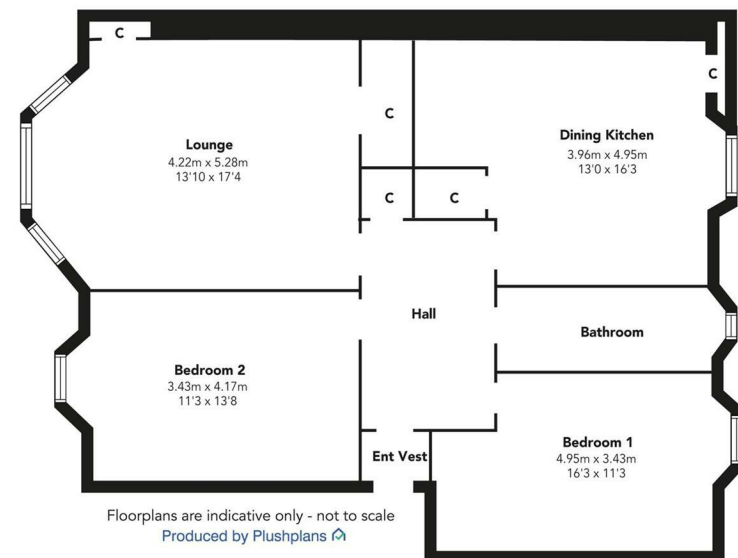 C
C
Lounge
4.22m x 5.28m
13'10 x 17'4
C
Dining Kitchen
3.96m x 4.95m
13'0 x 16'3
C
C
Hall
Bathroom
Bedroom 2
3.43m x 4.17m
11'3 x 13'8
Ent Vest
Bedroom 1
4.95m x 3.43m
16'3 x 11'3
Floorplans are indicative only - not to scale
Produced by Plushplans